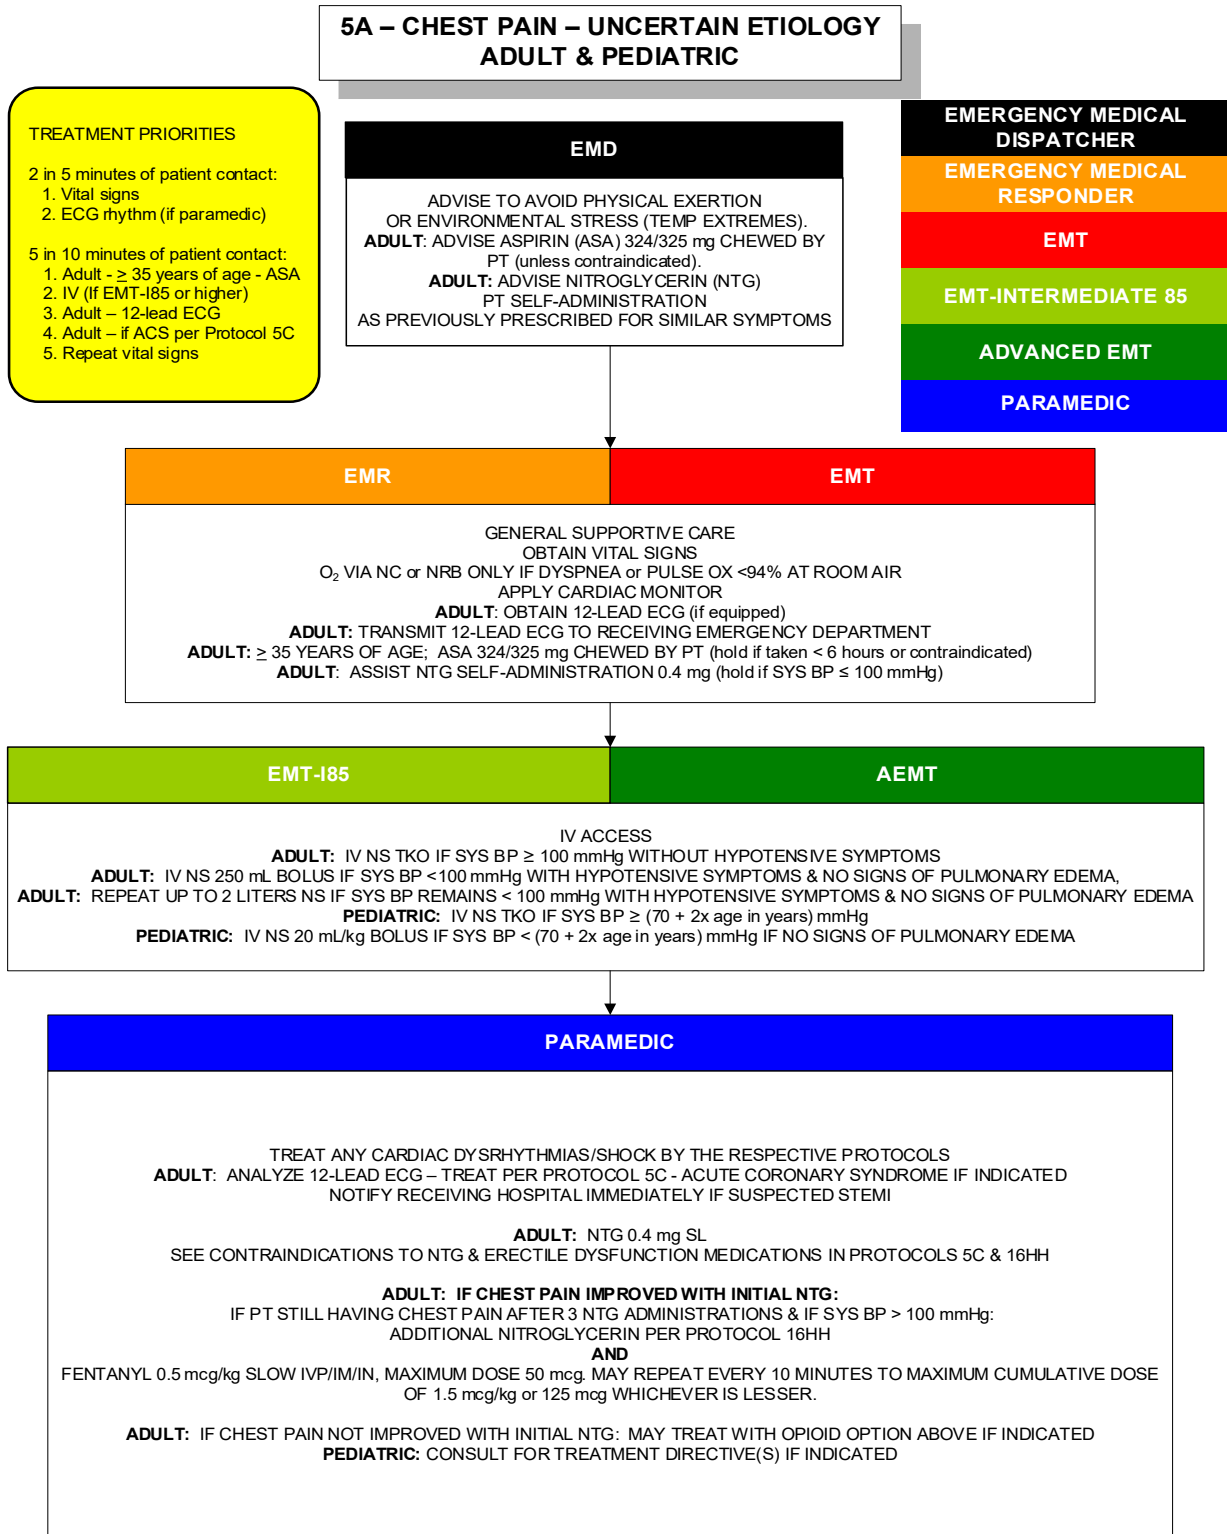 5A – CHEST PAIN – UNCERTAIN ETIOLOGY
ADULT & PEDIATRIC
TREATMENT PRIORITIES
2 in 5 minutes of patient contact:
1. Vital signs
2. ECG rhythm (if paramedic)
5 in 10 minutes of patient contact:
1. Adult - ≥ 35 years of age - ASA
2. IV (If EMT-I85 or higher)
3. Adult – 12-lead ECG
4. Adult – if ACS per Protocol 5C
5. Repeat vital signs
EMD
ADVISE TO AVOID PHYSICAL EXERTION
OR ENVIRONMENTAL STRESS (TEMP EXTREMES).
ADULT: ADVISE ASPIRIN (ASA) 324/325 mg CHEWED BY
PT (unless contraindicated).
ADULT: ADVISE NITROGLYCERIN (NTG)
PT SELF-ADMINISTRATION
AS PREVIOUSLY PRESCRIBED FOR SIMILAR SYMPTOMS
EMERGENCY MEDICAL
DISPATCHER
EMERGENCY MEDICAL
RESPONDER
EMT
EMT-INTERMEDIATE 85
ADVANCED EMT
PARAMEDIC
EMR
EMT
GENERAL SUPPORTIVE CARE
OBTAIN VITAL SIGNS
O₂ VIA NC or NRB ONLY IF DYSPNEA or PULSE OX <94% AT ROOM AIR
APPLY CARDIAC MONITOR
ADULT: OBTAIN 12-LEAD ECG (if equipped)
ADULT: TRANSMIT 12-LEAD ECG TO RECEIVING EMERGENCY DEPARTMENT
ADULT: ≥ 35 YEARS OF AGE; ASA 324/325 mg CHEWED BY PT (hold if taken < 6 hours or contraindicated)
ADULT: ASSIST NTG SELF-ADMINISTRATION 0.4 mg (hold if SYS BP ≤ 100 mmHg)
EMT-I85
AEMT
IV ACCESS
ADULT: IV NS TKO IF SYS BP ≥ 100 mmHg WITHOUT HYPOTENSIVE SYMPTOMS
ADULT: IV NS 250 mL BOLUS IF SYS BP <100 mmHg WITH HYPOTENSIVE SYMPTOMS & NO SIGNS OF PULMONARY EDEMA,
ADULT: REPEAT UP TO 2 LITERS NS IF SYS BP REMAINS < 100 mmHg WITH HYPOTENSIVE SYMPTOMS & NO SIGNS OF PULMONARY EDEMA
PEDIATRIC: IV NS TKO IF SYS BP ≥ (70 + 2x age in years) mmHg
PEDIATRIC: IV NS 20 mL/kg BOLUS IF SYS BP < (70 + 2x age in years) mmHg IF NO SIGNS OF PULMONARY EDEMA
PARAMEDIC
TREAT ANY CARDIAC DYSRHYTHMIAS/SHOCK BY THE RESPECTIVE PROTOCOLS
ADULT: ANALYZE 12-LEAD ECG – TREAT PER PROTOCOL 5C - ACUTE CORONARY SYNDROME IF INDICATED
NOTIFY RECEIVING HOSPITAL IMMEDIATELY IF SUSPECTED STEMI
ADULT: NTG 0.4 mg SL
SEE CONTRAINDICATIONS TO NTG & ERECTILE DYSFUNCTION MEDICATIONS IN PROTOCOLS 5C & 16HH
ADULT: IF CHEST PAIN IMPROVED WITH INITIAL NTG:
IF PT STILL HAVING CHEST PAIN AFTER 3 NTG ADMINISTRATIONS & IF SYS BP > 100 mmHg:
ADDITIONAL NITROGLYCERIN PER PROTOCOL 16HH
AND
FENTANYL 0.5 mcg/kg SLOW IVP/IM/IN, MAXIMUM DOSE 50 mcg. MAY REPEAT EVERY 10 MINUTES TO MAXIMUM CUMULATIVE DOSE
OF 1.5 mcg/kg or 125 mcg WHICHEVER IS LESSER.
ADULT: IF CHEST PAIN NOT IMPROVED WITH INITIAL NTG: MAY TREAT WITH OPIOID OPTION ABOVE IF INDICATED
PEDIATRIC: CONSULT FOR TREATMENT DIRECTIVE(S) IF INDICATED